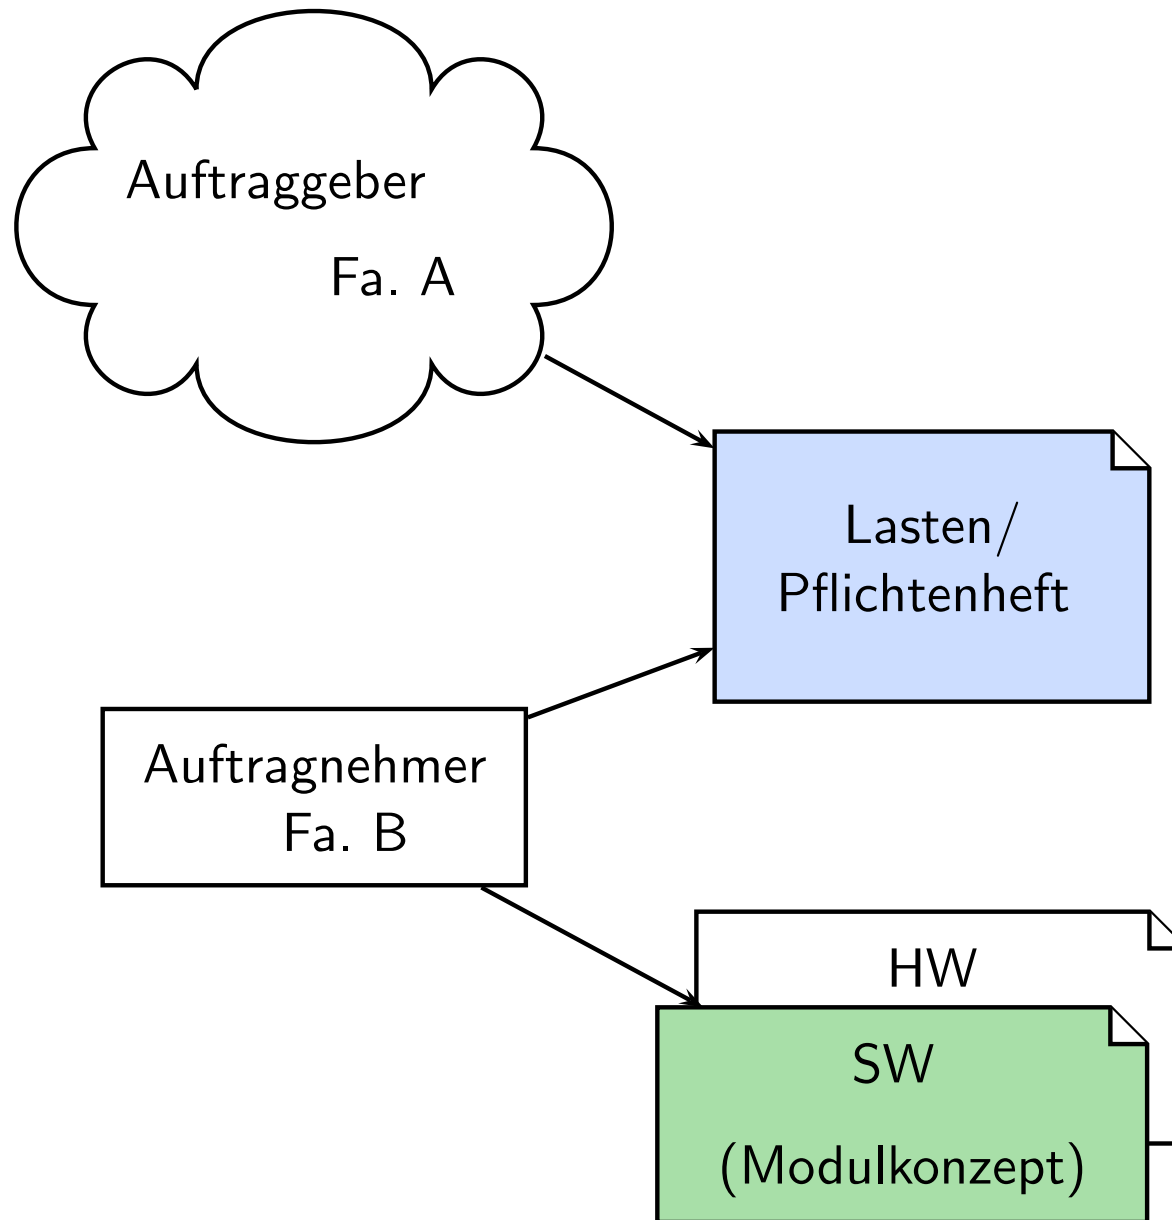 Auftraggeber
Fa. A
Lasten/
Pflichtenheft
Auftragnehmer
Fa. B
HW
SW
(Modulkonzept)